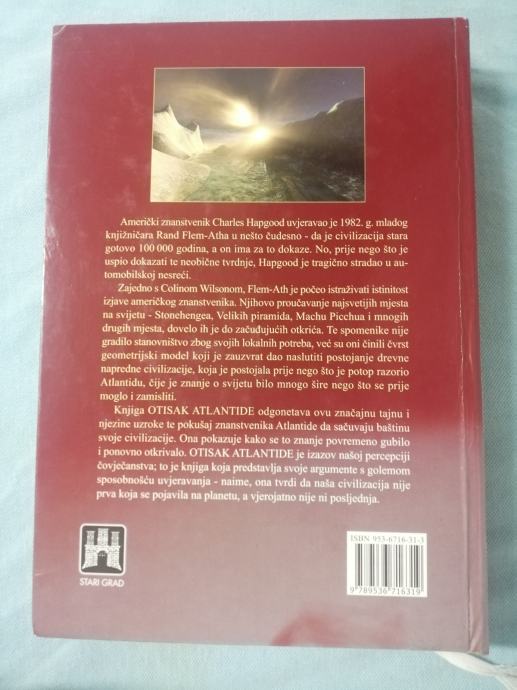 Američki znanstvenik Charles Hapgood uvjeravao je 1982. g. mladog
knjižničara Rand Flem-Atha u nešto čudesno - da je civilizacija stara
gotovo 100 000 godina, a on ima za to dokaze. No, prije nego što je
uspio dokazati te neobične tvrdnje, Hapgood je tragično stradao u au-
tomobilskoj nesreći.
Zajedno s Colinom Wilsonom, Flem-Ath je počeo istraživati istinitost
izjave američkog znanstvenika. Njihovo proučavanje najsvetijih mjesta
na svijetu - Stonehengea, Velikih piramida, Machu Picchua i mnogih
drugih mjesta, dovelo ih je do začuđujućih otkrića. Te spomenike nije
gradilo stanovništvo zbog svojih lokalnih potreba, već su oni činili čvrst
geometrijski model koji je zauzvrat dao naslutiti postojanje drevne
napredne civilizacije, koja je postojala prije nego što je potop razorio
Atlantidu, čije je znanje o svijetu bilo mnogo šire nego što se prije
moglo i zamisliti.
Knjiga OTISAK ATLANTIDE odgonetava ovu značajnu tajnu i
njezine uzroke te pokušaj znanstvenika Atlantide da sačuvaju baštinu
svoje civilizacije. Ona pokazuje kako se to znanje povremeno gubilo
i ponovno otkrivalo. OTISAK ATLANTIDE je izazov našoj percepciji
čovječanstva; to je knjiga koja predstavlja svoje argumente s golemom
sposobnošću uvjeravanja - naime, ona tvrdi da naša civilizacija nije
prva koja se pojavila na planetu, a vjerojatno nije ni posljednja.
ISBN 953-6716-31-3
9 789536 716319
STARI GRAD